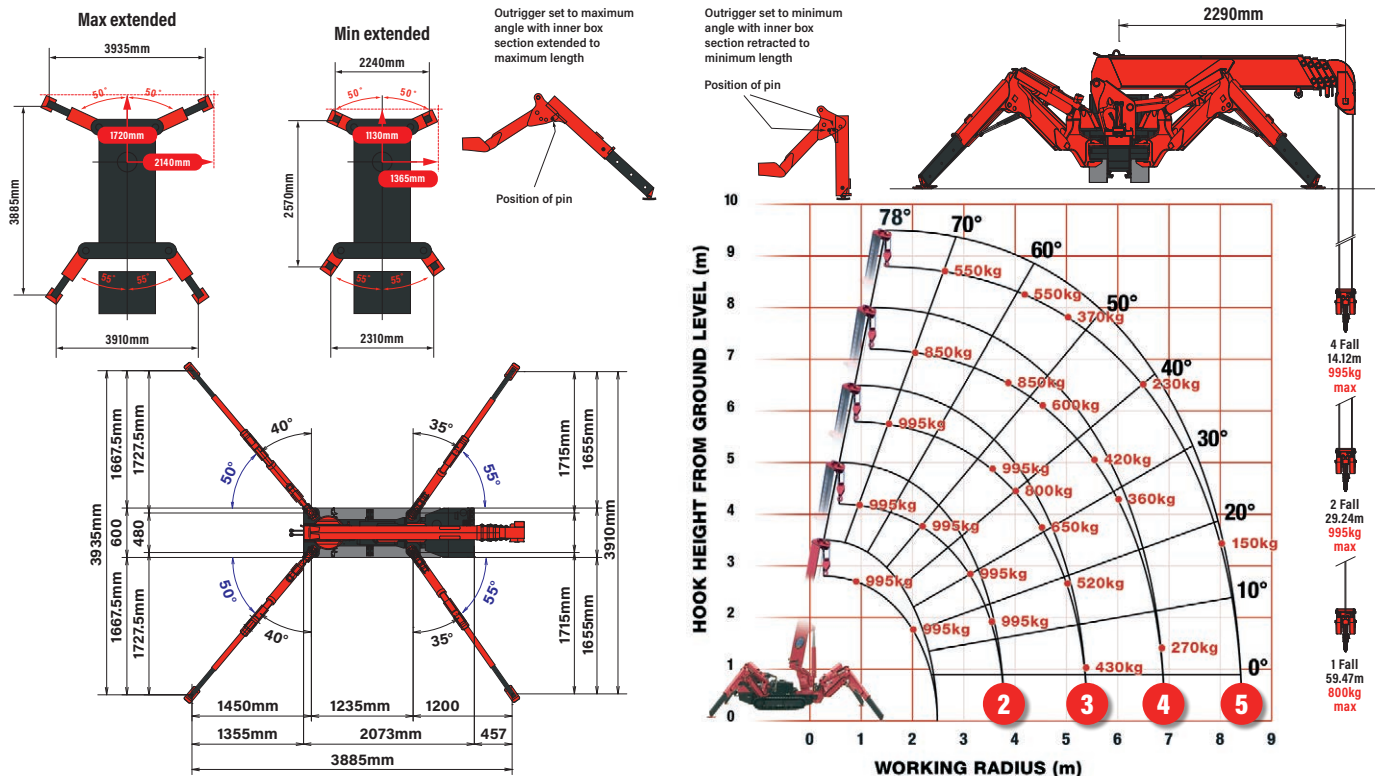 Max extended
3935mm
50°
50°
1720mm
2140mm
3885mm
55°
55°
3910mm
Min extended
2240mm
50°
50°
1130mm
1365mm
2570mm
55°
55°
2310mm
Outrigger set to maximum
angle with inner box
section extended to
maximum length
Position of pin
Outrigger set to minimum
angle with inner box
section retracted to
minimum length
Position of pin
2290mm
3935mm
1667.5mm
1727.5mm
600
480
1667.5mm
1727.5mm
40°
50°
50°
40°
35°
55°
55°
35°
1715mm
1655mm
3910mm
1715mm
1655mm
1450mm
1235mm
1200
1355mm
2073mm
457
3885mm
HOOK HEIGHT FROM GROUND LEVEL (m)
10
9
8
7
6
5
4
3
2
1
0
78°
70°
60°
50°
40°
30°
20°
10°
0°
550kg
550kg
370kg
230kg
150kg
850kg
850kg
600kg
420kg
360kg
270kg
995kg
995kg
800kg
650kg
520kg
430kg
995kg
995kg
995kg
995kg
995kg
995kg
2
3
4
5
0
1
2
3
4
5
6
7
8
9
WORKING RADIUS (m)
4 Fall
14.12m
995kg
max
2 Fall
29.24m
995kg
max
1 Fall
59.47m
800kg
max